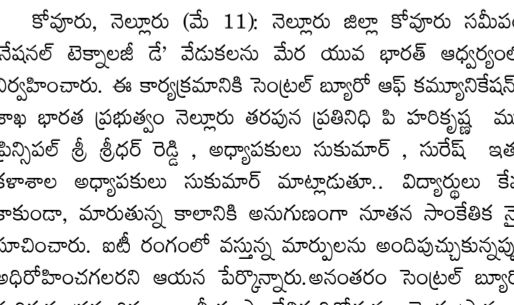 కోవూరు, నెల్లూరు (మే 11): నెల్లూరు జిల్లా కోవూరు సమీపం
నేషనల్ టెక్నాలజీ డే’ వేడుకలను మేర యువ భారత్ ఆధ్వర్యంలో
నిర్వహించారు. ఈ కార్యక్రమానికి సెంట్రల్ బ్యూరో ఆఫ్ కమ్యూనికేషన్
శాఖ భారత ప్రభుత్వం నెల్లూరు తరపున ప్రతినిధి పి హరికృష్ణ
ప్రిన్సిపల్ శ్రీ శ్రీధర్ రెడ్డి , అధ్యాపకులు సుకుమార్ , సురేష్
కళాశాల అధ్యాపకులు సుకుమార్ మాట్లాడుతూ.. విద్యార్థులు
కాకుండా, మారుతున్న కాలానికి అనుగుణంగా నూతన సాంకేతిక
సూచించారు. ఐటీ రంగంలో వస్తున్న మార్పులను అందిపుచ్చుకున్నప్పు
అధిరోహించగలరని ఆయన పేర్కొన్నారు.అనంతరం సెంట్రల్ బ్యూరో